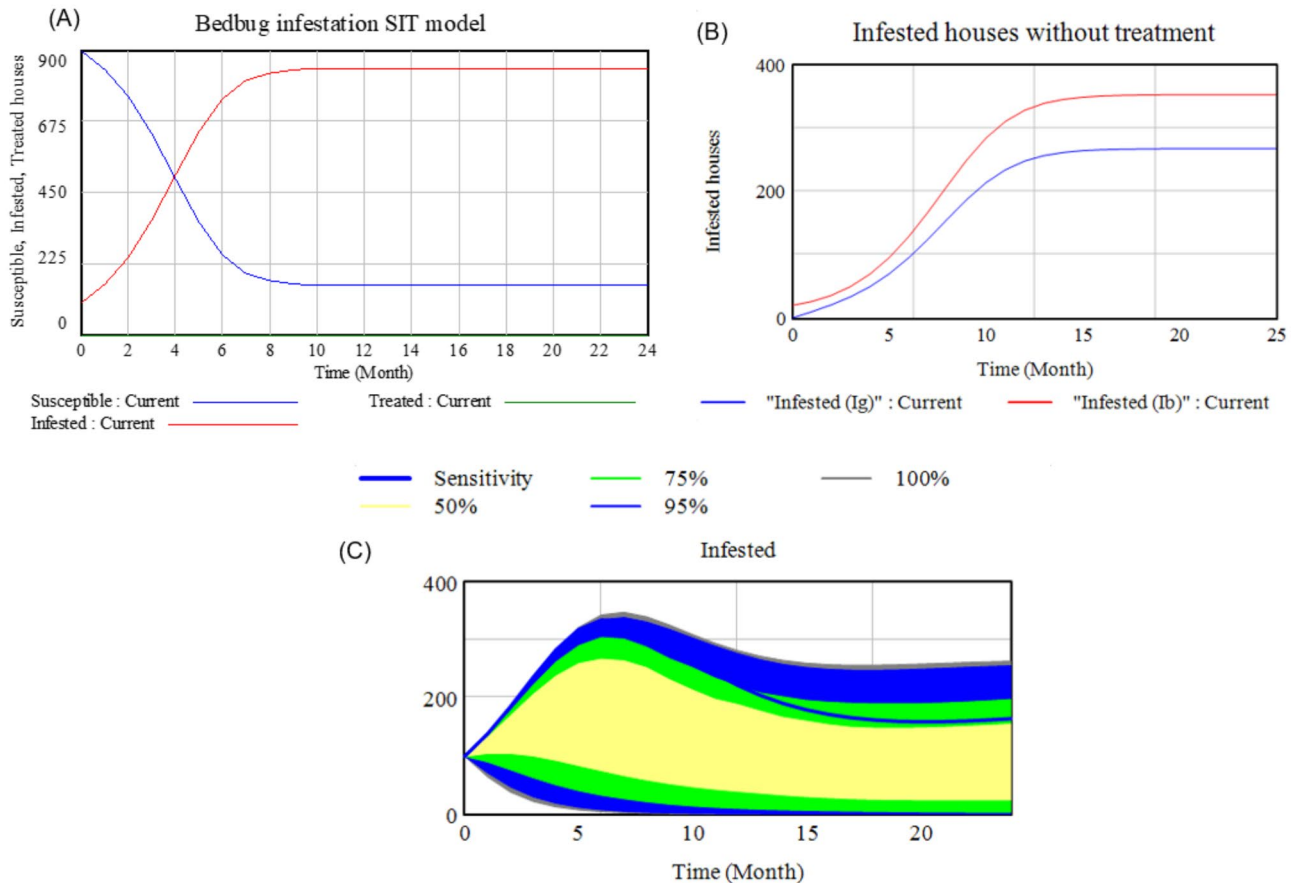 (A)
Bedbug infestation SIT model
Susceptible, Infested, Treated houses
900
675
450
225
0
0 2 4 6 8 10 12 14 16 18 20 22 24
Time (Month)
Susceptible : Current
Treated : Current
Infested : Current
(B)
Infested houses without treatment
Infested houses
400
200
0
0 5 10 15 20 25
Time (Month)
"Infested (Ig)" : Current
"Infested (Ib)" : Current
Sensitivity 75% 100%
50% 95%
(C)
Infested
400
200
0
0 5 10 15 20
Time (Month)